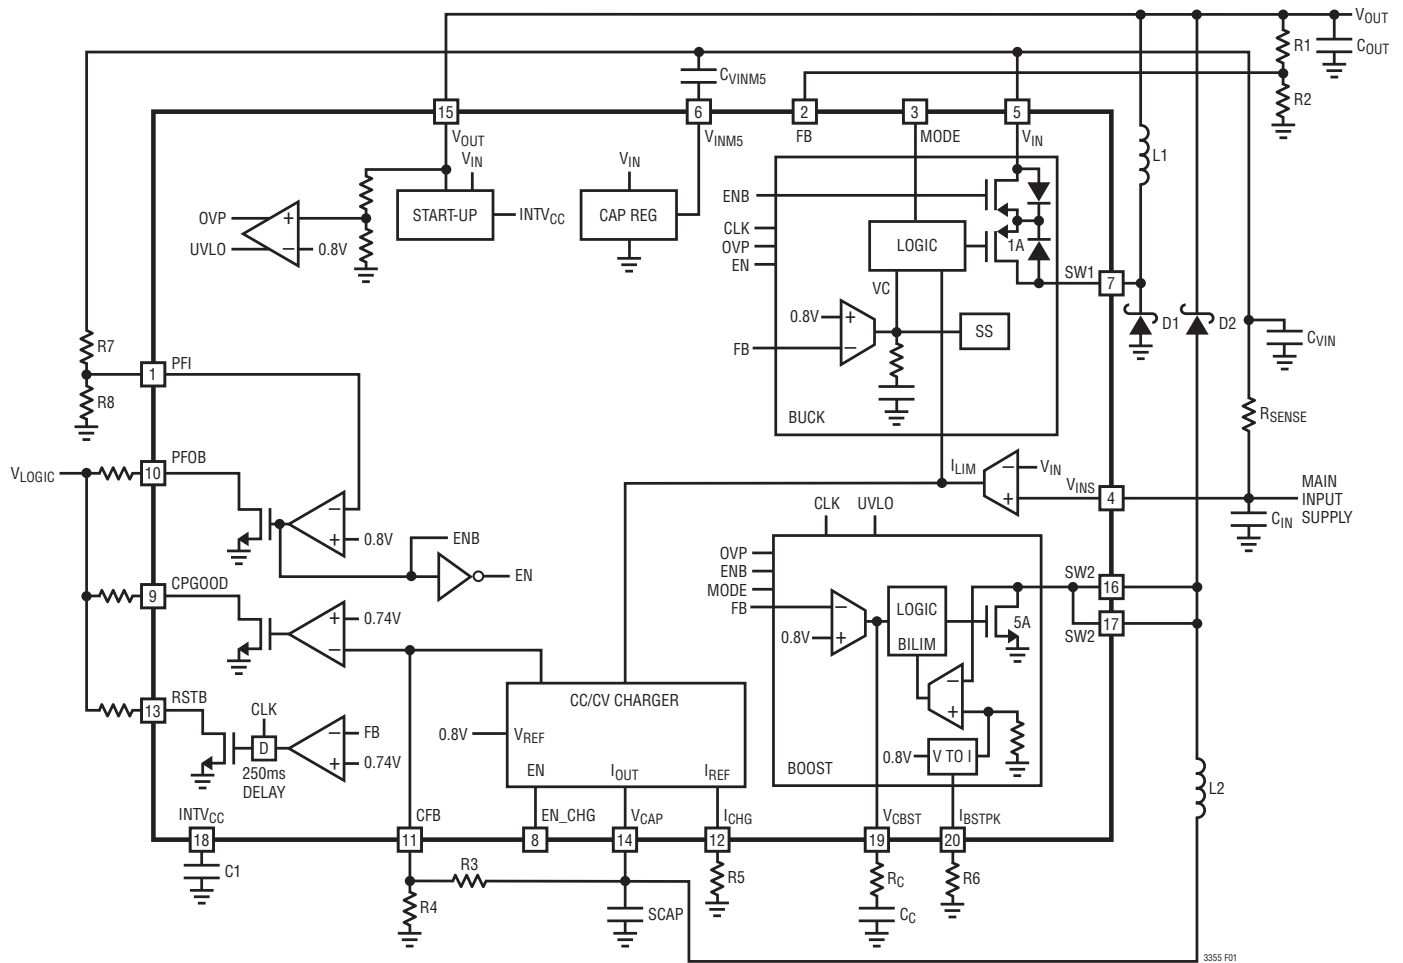 VOUT
R1
COUT
CVINM5
R2
15
6
2
3
5
VOUT
VINM5
FB
MODE
VIN
L1
VIN
VIN
ENB
OVP
START-UP
INTVCC
CAP REG
CLK
LOGIC
1A
UVLO
0.8V
OVP
EN
SW1
7
VC
0.8V
SS
D1
D2
CVIN
R7
FB
PFI
1
R8
BUCK
RSENSE
PFOB
VLOGIC
10
ILIM
VIN
VINS
4
MAIN
INPUT
SUPPLY
CLK
UVLO
CIN
0.8V
ENB
OVP
EN
ENB
SW2
CPGOOD
MODE
16
9
FB
LOGIC
0.74V
5A
17
0.8V
BILIM
SW2
RSTB
CC/CV CHARGER
13
CLK
FB
0.8V
VREF
D
0.8V
V TO I
0.74V
250ms
DELAY
EN
IOUT
IREF
BOOST
L2
INTVCC
CFB
EN_CHG
VCAP
ICHG
VCBST
IBSTPK
18
11
8
14
12
19
20
C1
R3
R5
RC
R6
R4
SCAP
CC
3355 F01